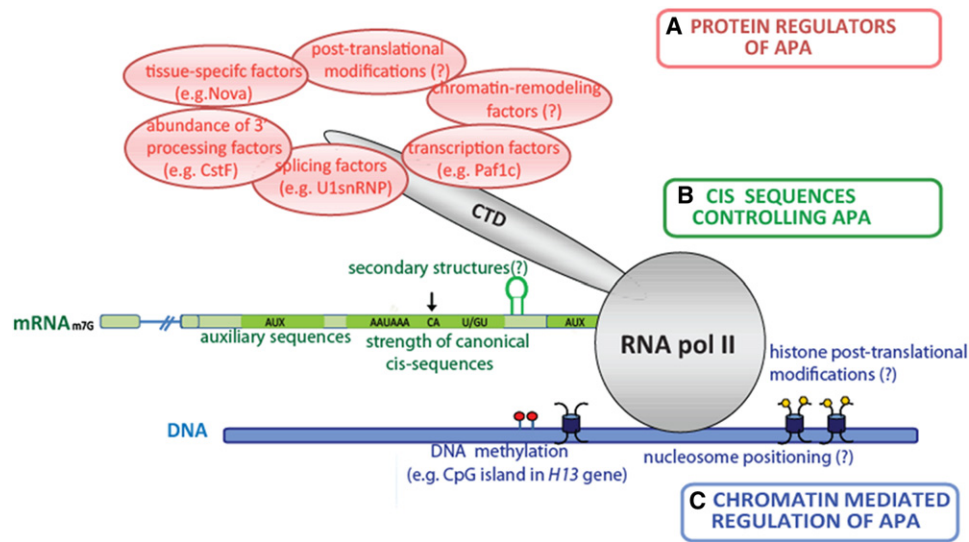 A PROTEIN REGULATORS
OF APA
post-translational
modifications (?)
tissue-specifc factors
(e.g.Nova)
chromatin-remodeling
factors (?)
abundance of 3'
processing factors
(e.g. CstF)
splicing factors
(e.g. U1snRNP)
transcription factors
(e.g. Paf1c)
CTD
B CIS SEQUENCES
CONTROLLING APA
secondary structures(?)
mRNA m7G
AUX
AAUAAA CA U/GU
AUX
auxiliary sequences
strength of canonical
cis-sequences
RNA pol II
histone post-translational
modifications (?)
DNA
DNA methylation
(e.g. CpG island in H13 gene)
nucleosome positioning (?)
C CHROMATIN MEDIATED
REGULATION OF APA